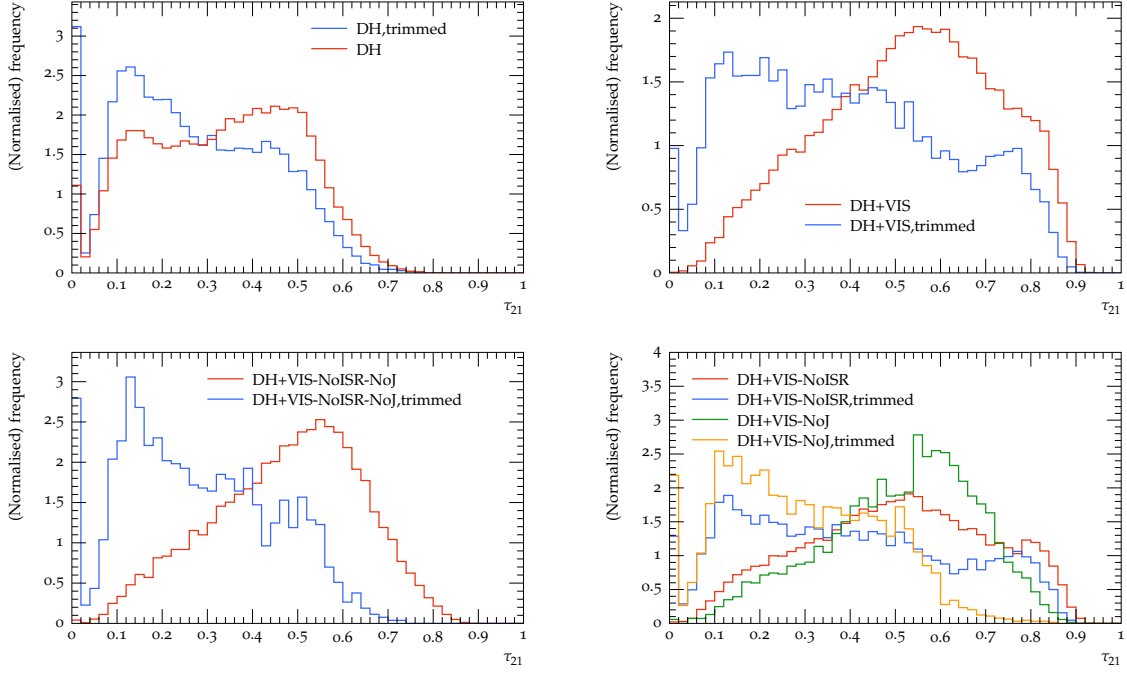 DH,trimmed
DH
(Normalised) frequency
3
2.5
2
1.5
1
0.5
0
0 0.1 0.2 0.3 0.4 0.5 0.6 0.7 0.8 0.9 1
τ21
DH+VIS
DH+VIS,trimmed
(Normalised) frequency
2
1.5
1
0.5
0
0 0.1 0.2 0.3 0.4 0.5 0.6 0.7 0.8 0.9 1
τ21
DH+VIS-NoISR-NoJ
DH+VIS-NoISR-NoJ,trimmed
(Normalised) frequency
3
2.5
2
1.5
1
0.5
0
0 0.1 0.2 0.3 0.4 0.5 0.6 0.7 0.8 0.9 1
τ21
DH+VIS-NoISR
DH+VIS-NoISR,trimmed
DH+VIS-NoJ
DH+VIS-NoJ,trimmed
(Normalised) frequency
4
3.5
3
2.5
2
1.5
1
0.5
0
0 0.1 0.2 0.3 0.4 0.5 0.6 0.7 0.8 0.9 1
τ21